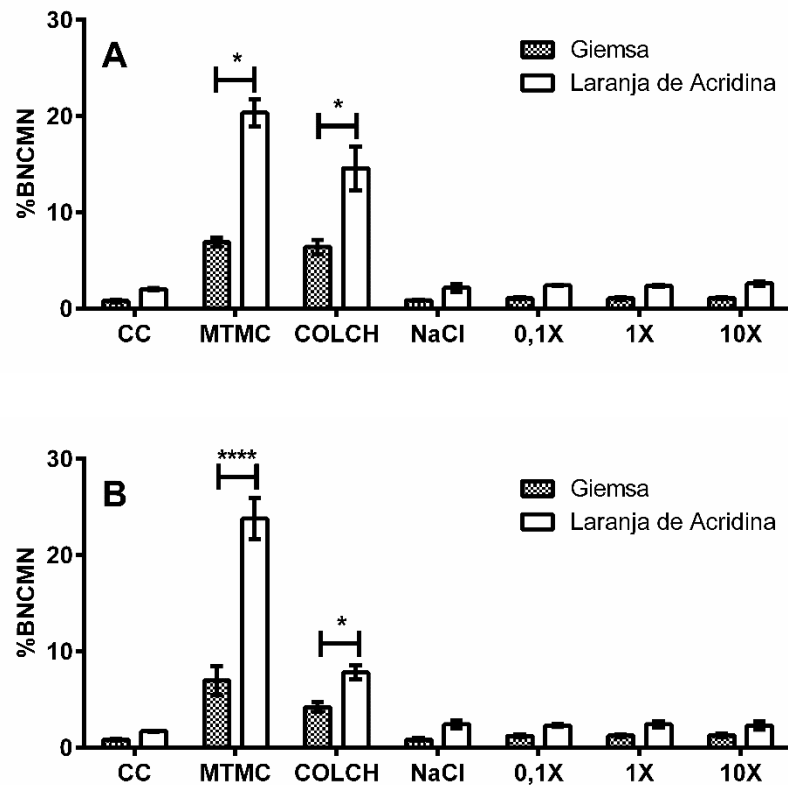 30
A
*
*
Giemsa
Laranja de Acridina
20
10
0
%BNCMN
CC MTMC COLCH NaCl 0,1X 1X 10X
30
B
****
*
Giemsa
Laranja de Acridina
20
10
0
%BNCMN
CC MTMC COLCH NaCl 0,1X 1X 10X